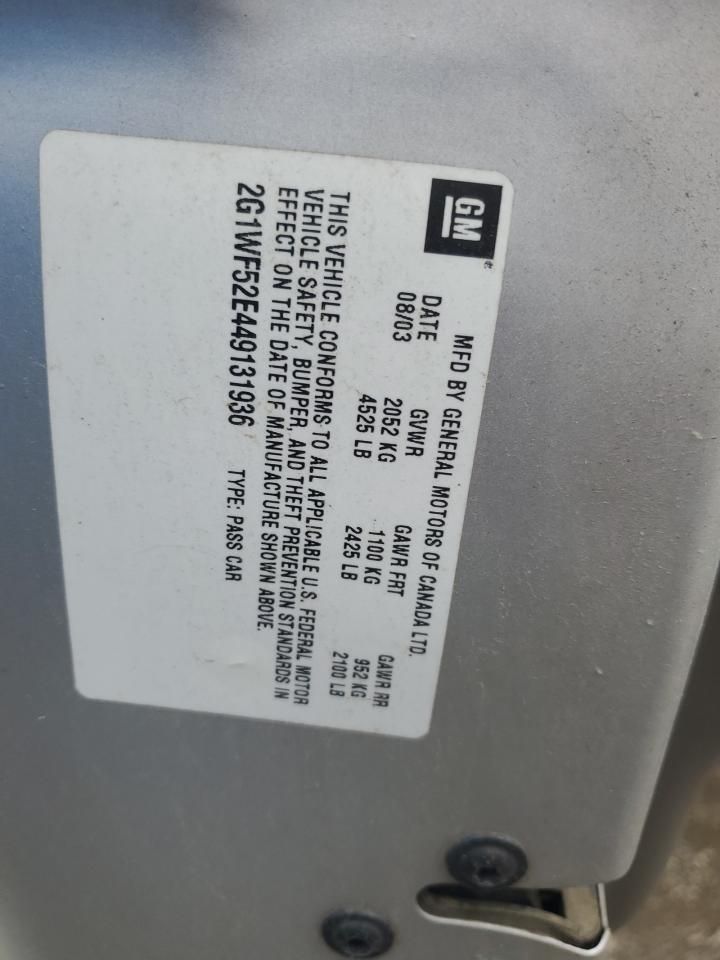 GM
MFD BY GENERAL MOTORS OF CANADA LTD.
DATE GVWR GAWR FRT GAWR RR
08/03 2052 KG 1100 KG 952 KG
4525 LB 2425 LB 2100 LB
THIS VEHICLE CONFORMS TO ALL APPLICABLE U.S. FEDERAL MOTOR
VEHICLE SAFETY, BUMPER, AND THEFT PREVENTION STANDARDS IN
EFFECT ON THE DATE OF MANUFACTURE SHOWN ABOVE.
2G1WF52E449131936 TYPE: PASS CAR